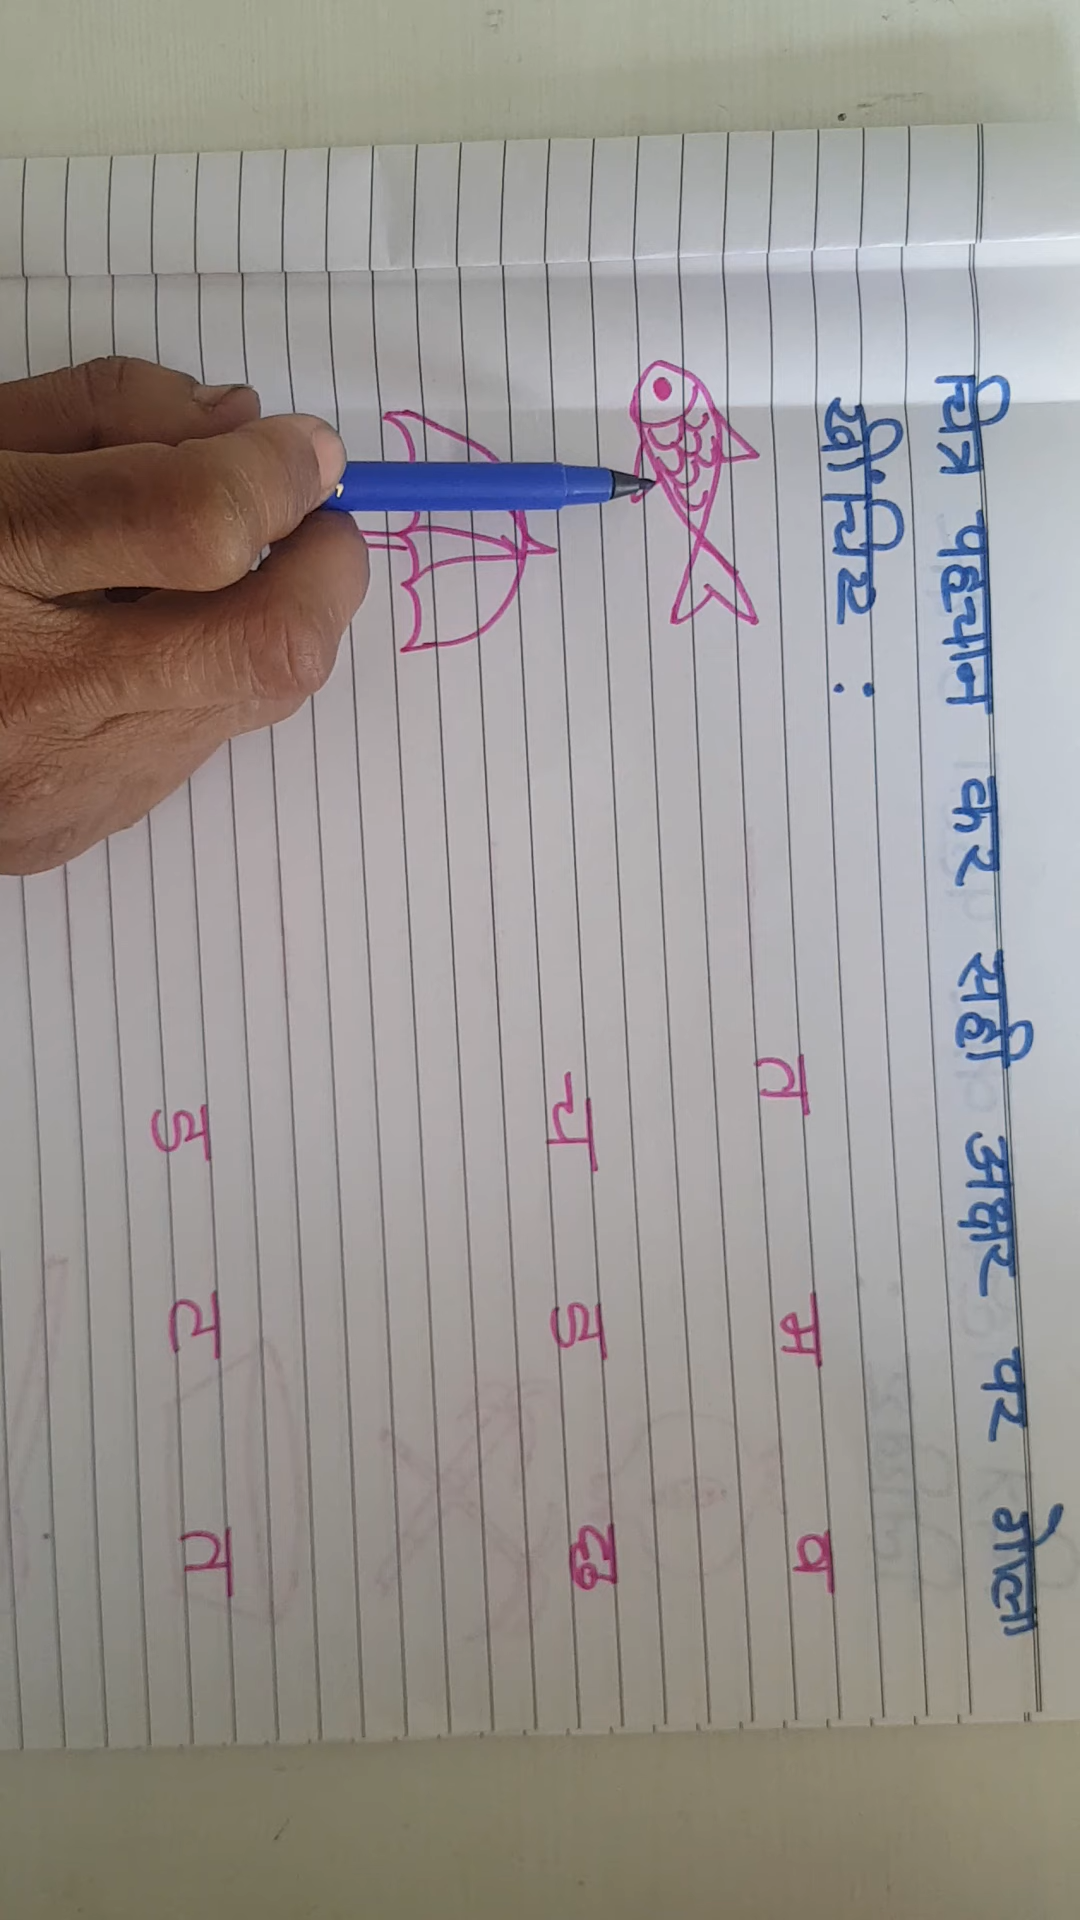 चित्र पहचान कर सही अक्षर पर गोला
खींचिए :
त म व
च ड छ
ड ट त